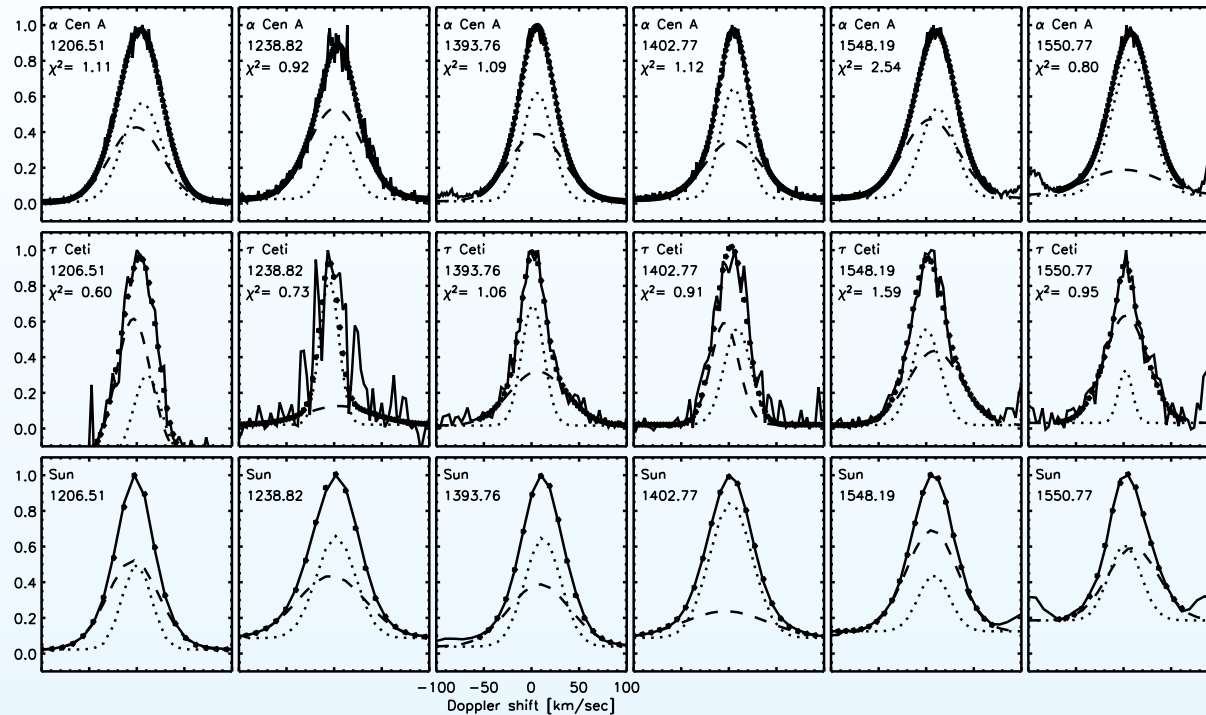 α Cen A
1206.51
χ²= 1.11
α Cen A
1238.82
χ²= 0.92
α Cen A
1393.76
χ²= 1.09
α Cen A
1402.77
χ²= 1.12
α Cen A
1548.19
χ²= 2.54
α Cen A
1550.77
χ²= 0.80
1.0
0.8
0.6
0.4
0.2
0.0
τ Ceti
1206.51
χ²= 0.60
τ Ceti
1238.82
χ²= 0.73
τ Ceti
1393.76
χ²= 1.06
τ Ceti
1402.77
χ²= 0.91
τ Ceti
1548.19
χ²= 1.59
τ Ceti
1550.77
χ²= 0.95
1.0
0.8
0.6
0.4
0.2
0.0
Sun
1206.51
Sun
1238.82
Sun
1393.76
Sun
1402.77
Sun
1548.19
Sun
1550.77
1.0
0.8
0.6
0.4
0.2
0.0
−100 −50 0 50 100
Doppler shift [km/sec]